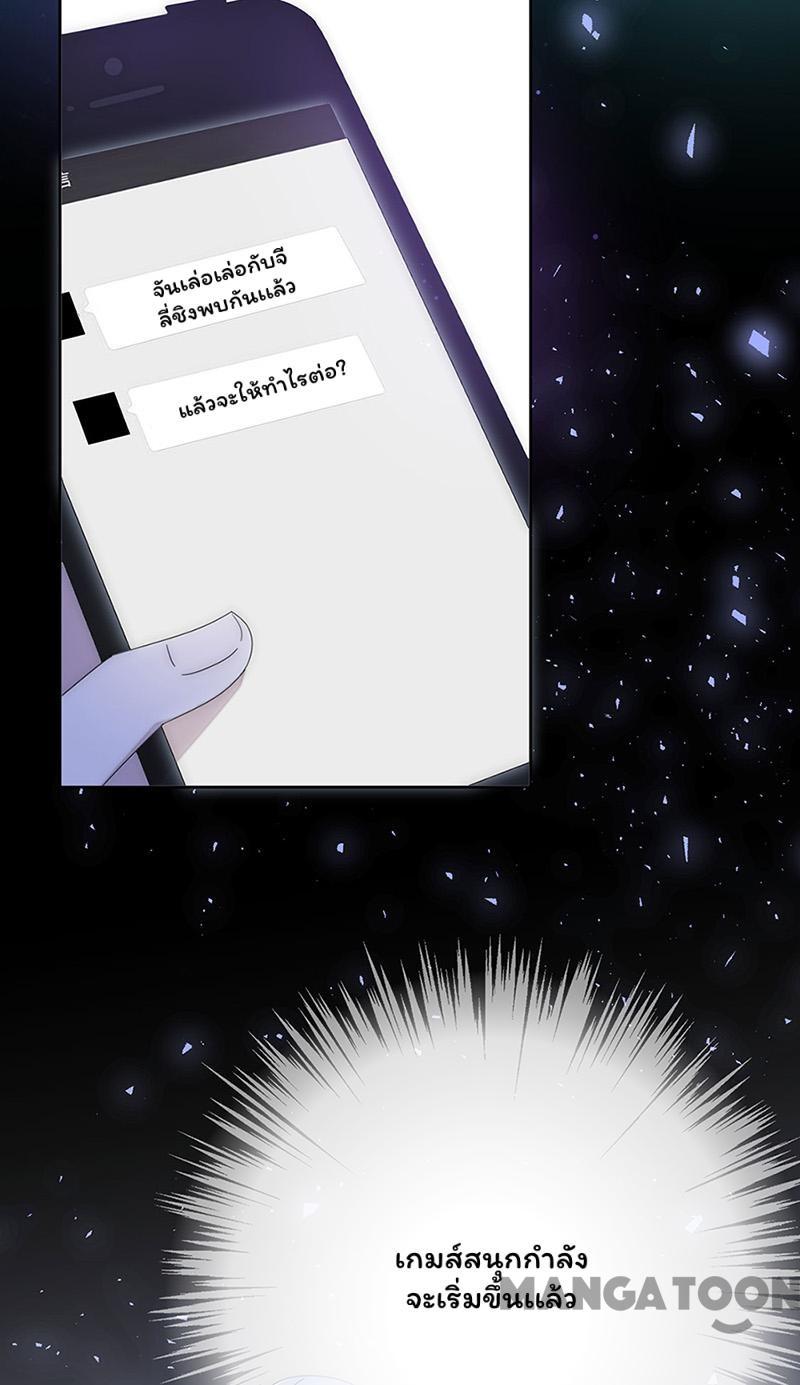 信
จันเล่อเล่อกับจี
ลี่ชิงพบกันแล้ว
แล้วจะให้ทำไรต่อ?
เกมส์สนุกกำลัง
จะเริ่มขึ้นแล้ว
MANGATOON